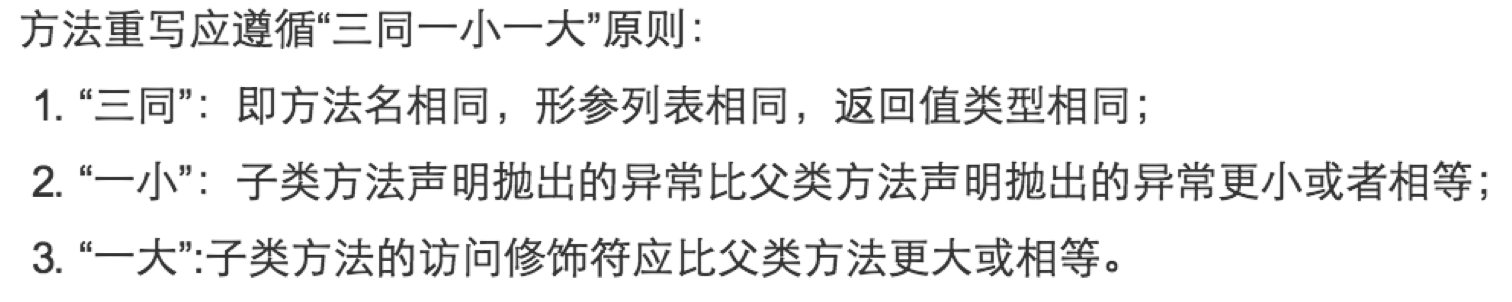 方法重写应遵循“三同一小一大”原则：
1. “三同”：即方法名相同，形参列表相同，返回值类型相同；
2. “一小”：子类方法声明抛出的异常比父类方法声明抛出的异常更小或者相等；
3. “一大”:子类方法的访问修饰符应比父类方法更大或相等。